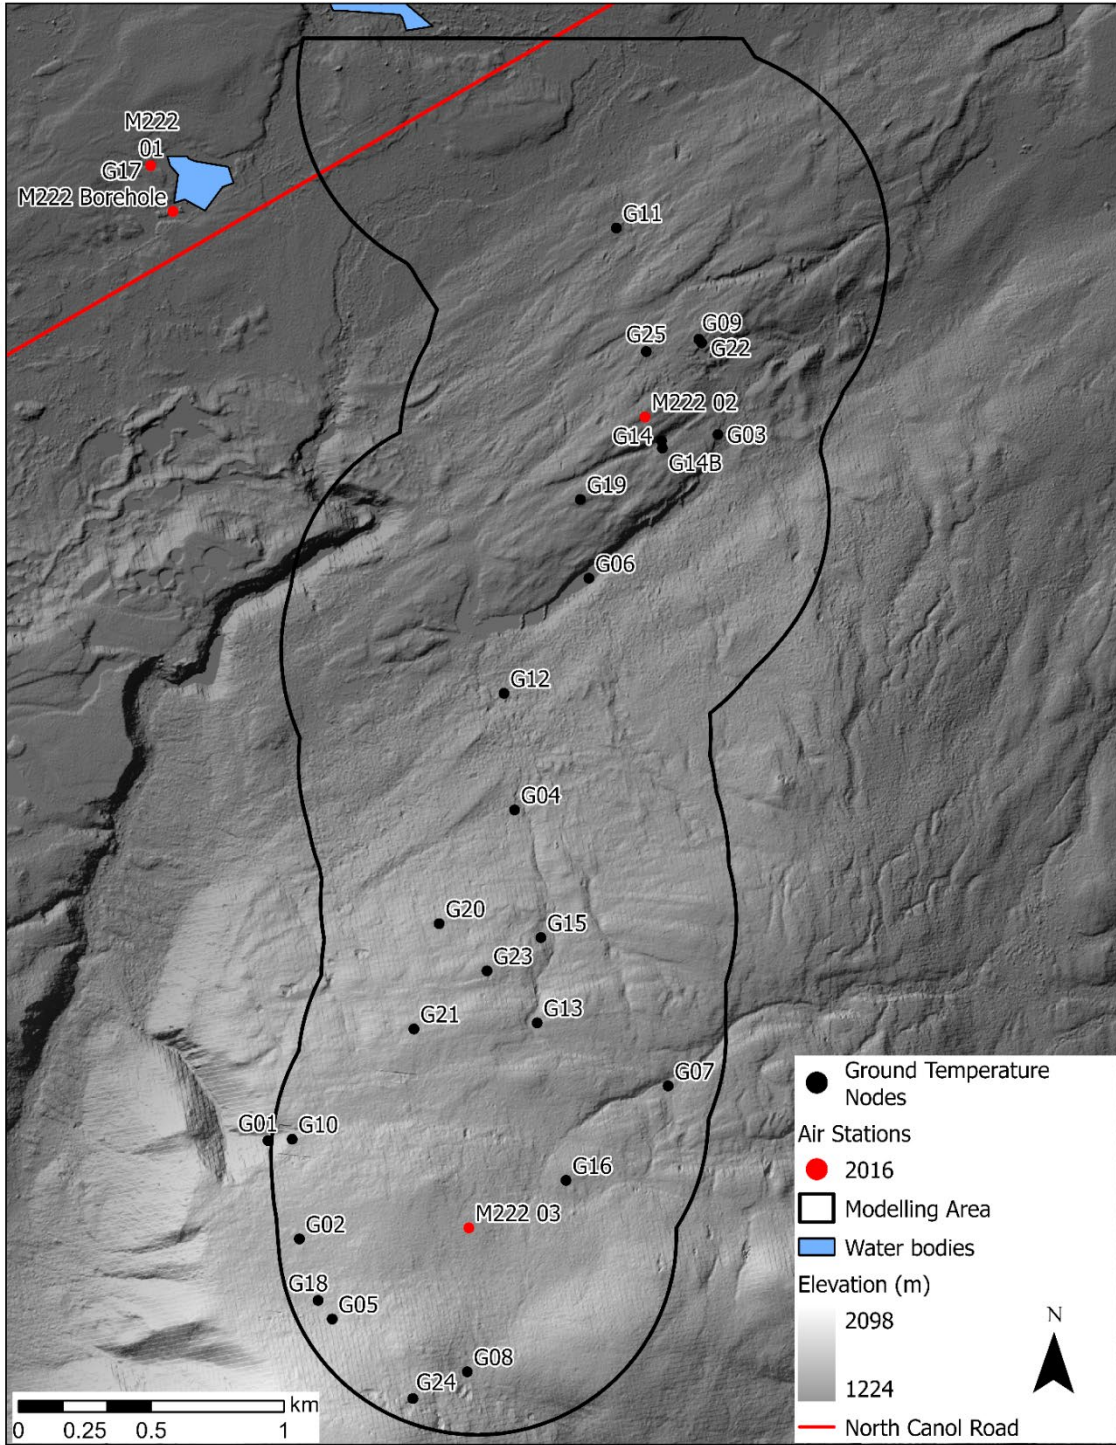 M222
01
G17
M222 Borehole
G11
G09
G25
G22
M222 02
G14
G03
G14B
G19
G06
G12
G04
G20
G15
G23
G21
G13
G07
G01
G10
G16
M222 03
G02
G18
G05
G08
G24
Ground Temperature
Nodes
Air Stations
2016
Modelling Area
Water bodies
Elevation (m)
2098
1224
North Canol Road
N
km
0 0.25 0.5 1